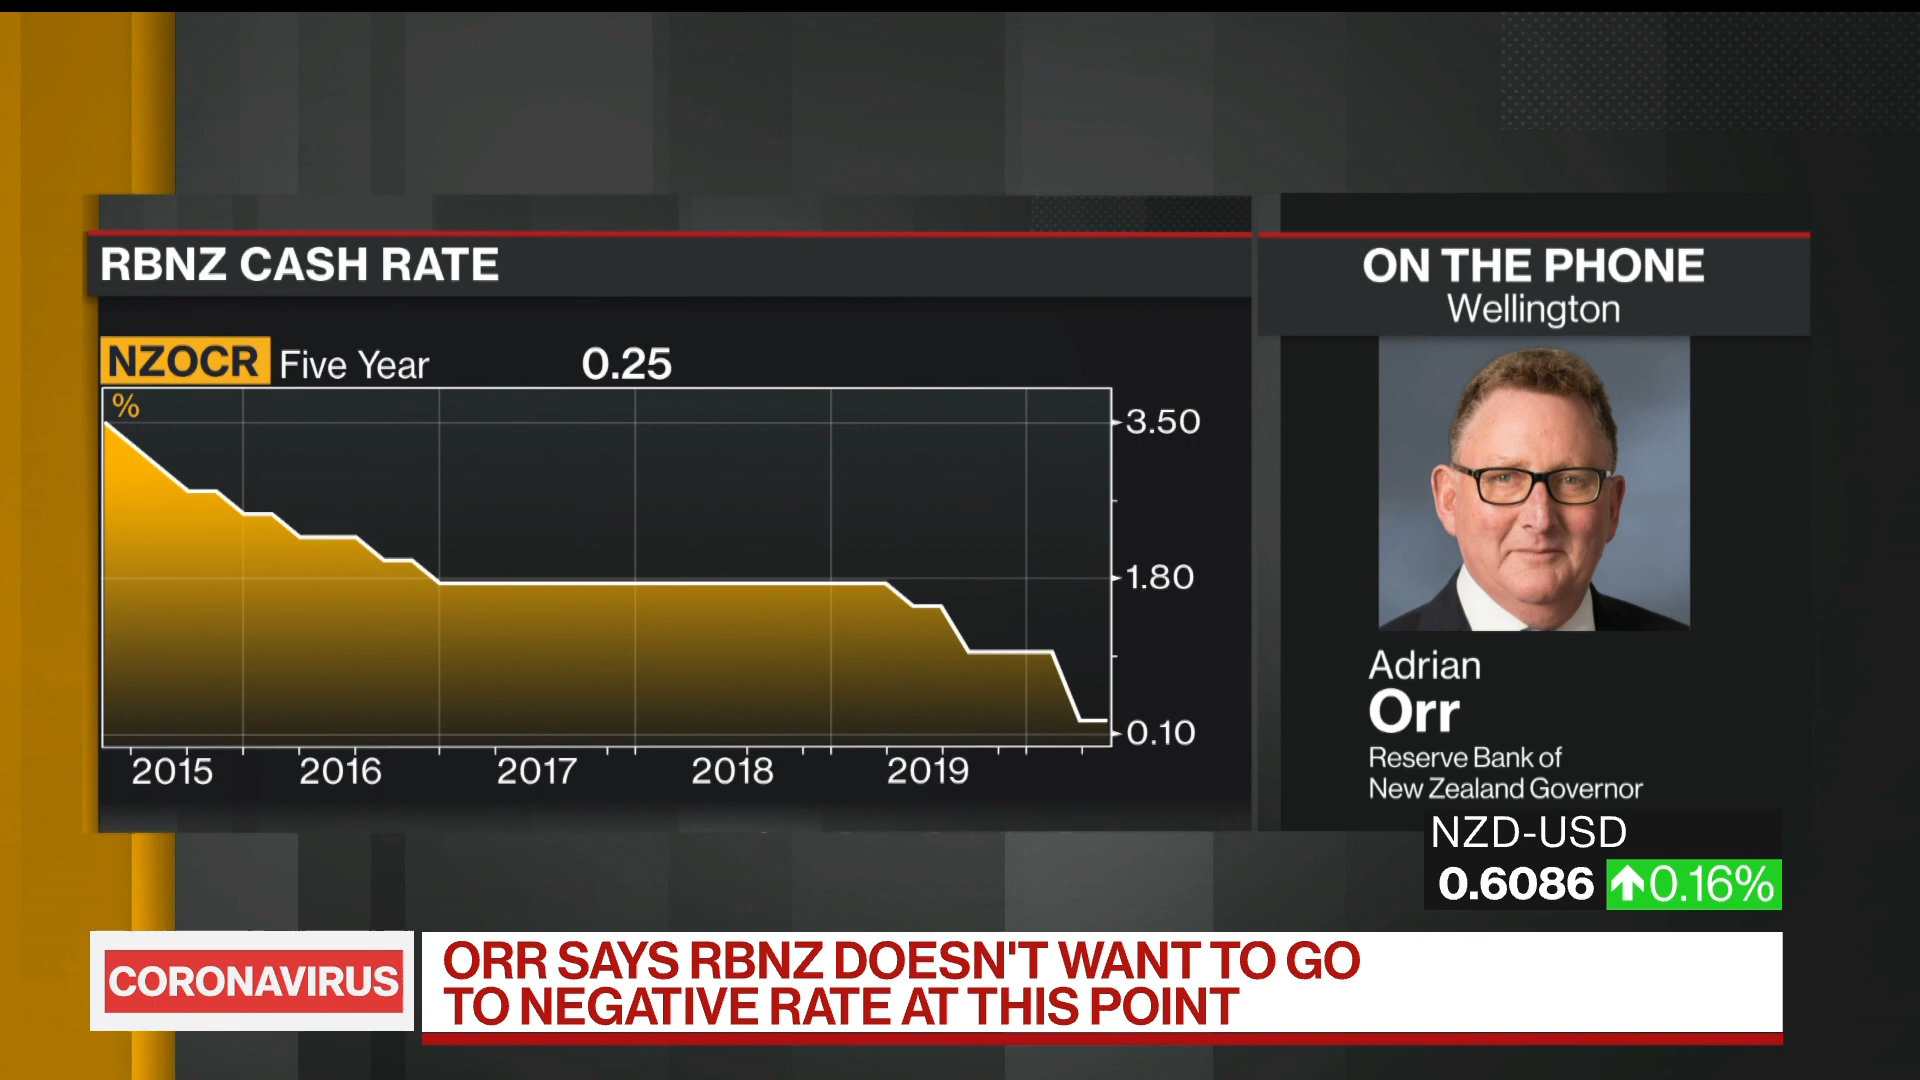 RBNZ CASH RATE
NZOCR Five Year 0.25
%
3.50
1.80
0.10
2015 2016 2017 2018 2019
ON THE PHONE
Wellington
Adrian
Orr
Reserve Bank of
New Zealand Governor
NZD-USD
0.6086 0.16%
CORONAVIRUS
ORR SAYS RBNZ DOESN'T WANT TO GO
TO NEGATIVE RATE AT THIS POINT